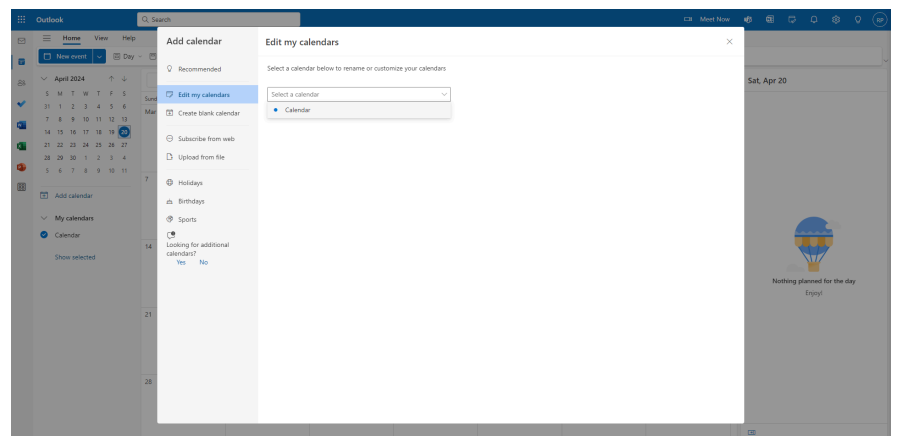 Outlook
Search
Meet Now
RP
Home View Help
New event
Day
April 2024
S M T W T F S
31 1 2 3 4 5 6
7 8 9 10 11 12 13
14 15 16 17 18 19 20
21 22 23 24 25 26 27
28 29 30 1 2 3 4
5 6 7 8 9 10 11
Add calendar
My calendars
Calendar
Show selected
Sund
Mar
7
14
21
28
Add calendar
Recommended
Edit my calendars
Create blank calendar
Subscribe from web
Upload from file
Holidays
Birthdays
Sports
Looking for additional
calendars?
Yes No
Edit my calendars
Select a calendar below to rename or customize your calendars
Select a calendar
Calendar
Sat, Apr 20
Nothing planned for the day
Enjoy!